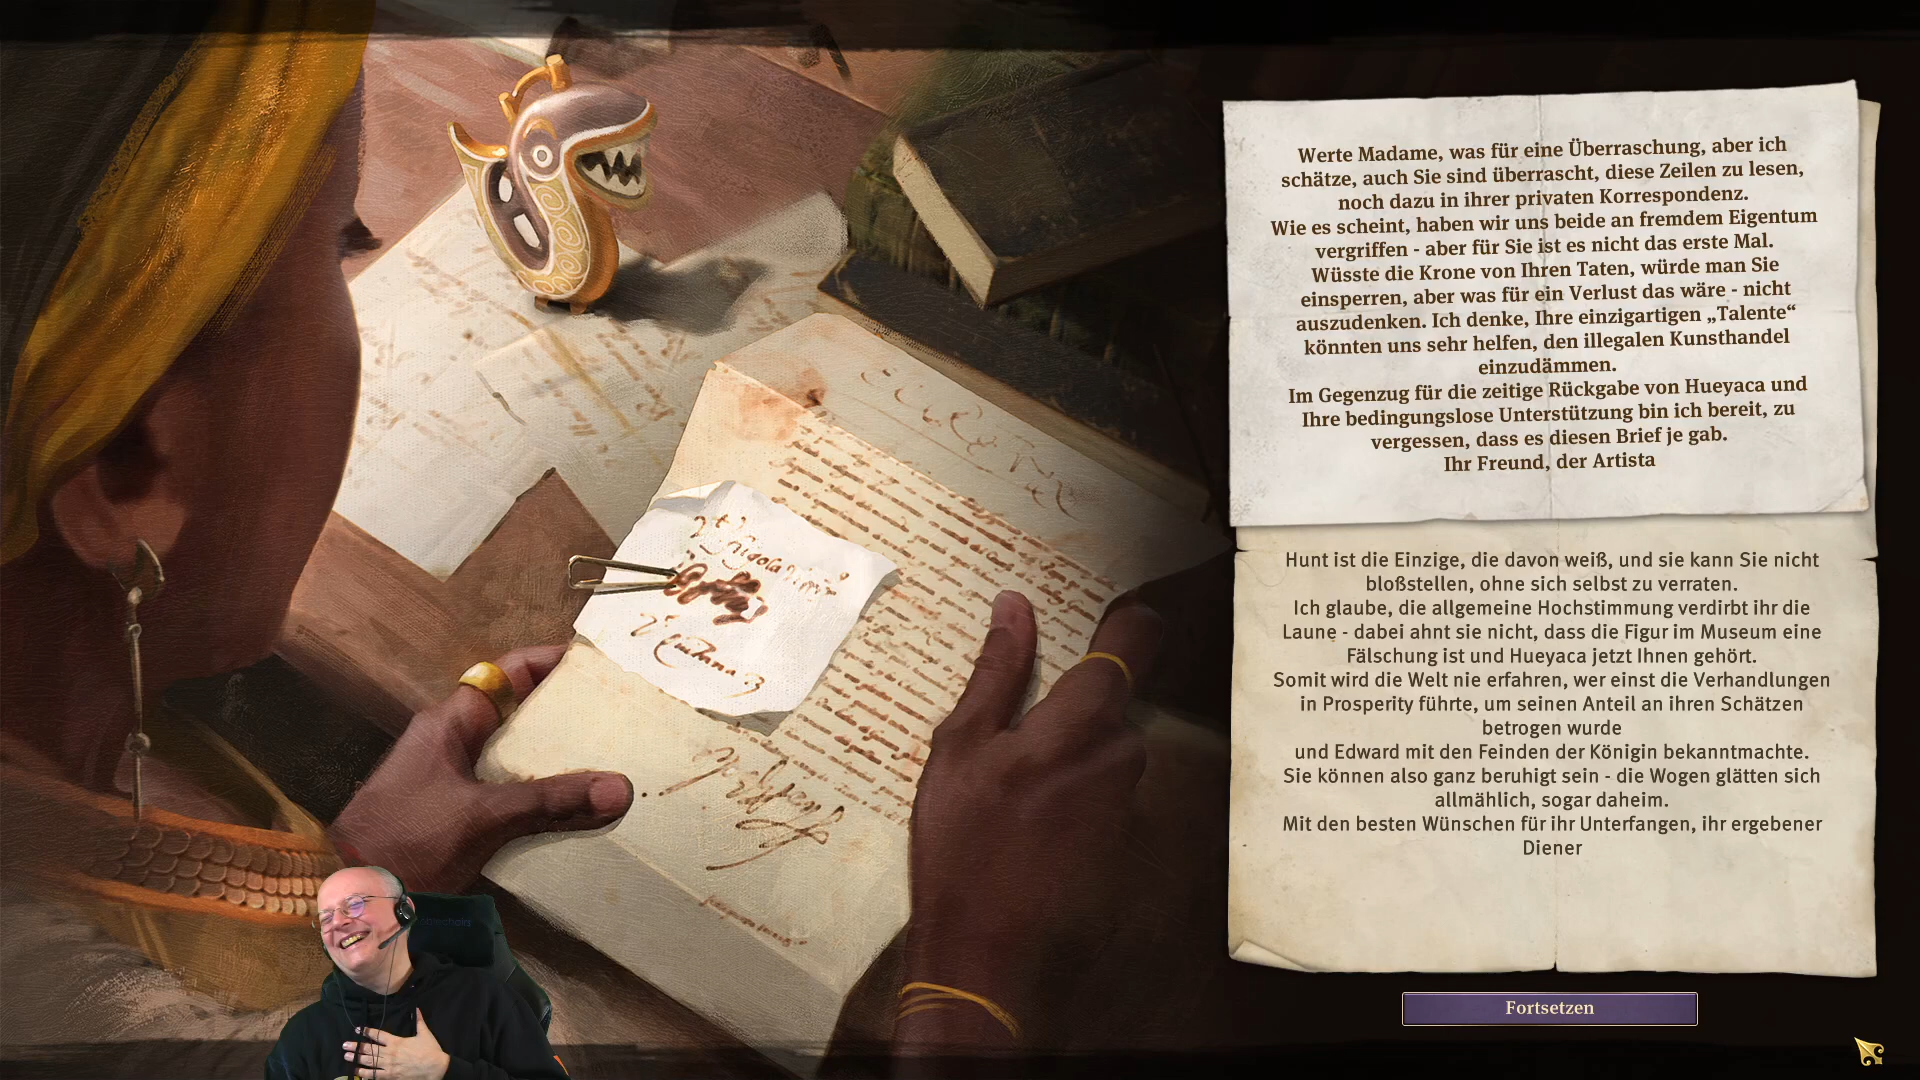 Werte Madame, was für eine Überraschung, aber ich
schätze, auch Sie sind überrascht, diese Zeilen zu lesen,
noch dazu in ihrer privaten Korrespondenz.
Wie es scheint, haben wir uns beide an fremdem Eigentum
vergriffen - aber für Sie ist es nicht das erste Mal.
Wüsste die Krone von Ihren Taten, würde man Sie
einsperren, aber was für ein Verlust das wäre - nicht
auszudenken. Ich denke, Ihre einzigartigen „Talente“
könnten uns sehr helfen, den illegalen Kunsthandel
einzudämmen.
Im Gegenzug für die zeitige Rückgabe von Hueyaca und
Ihre bedingungslose Unterstützung bin ich bereit, zu
vergessen, dass es diesen Brief je gab.
Ihr Freund, der Artista
Hunt ist die Einzige, die davon weiß, und sie kann Sie nicht
bloßstellen, ohne sich selbst zu verraten.
Ich glaube, die allgemeine Hochstimmung verdirbt ihr die
Laune - dabei ahnt sie nicht, dass die Figur im Museum eine
Fälschung ist und Hueyaca jetzt Ihnen gehört.
Somit wird die Welt nie erfahren, wer einst die Verhandlungen
in Prosperity führte, um seinen Anteil an ihren Schätzen
betrogen wurde
und Edward mit den Feinden der Königin bekanntmachte.
Sie können also ganz beruhigt sein - die Wogen glätten sich
allmählich, sogar daheim.
Mit den besten Wünschen für ihr Unterfangen, ihr ergebener
Diener
Fortsetzen